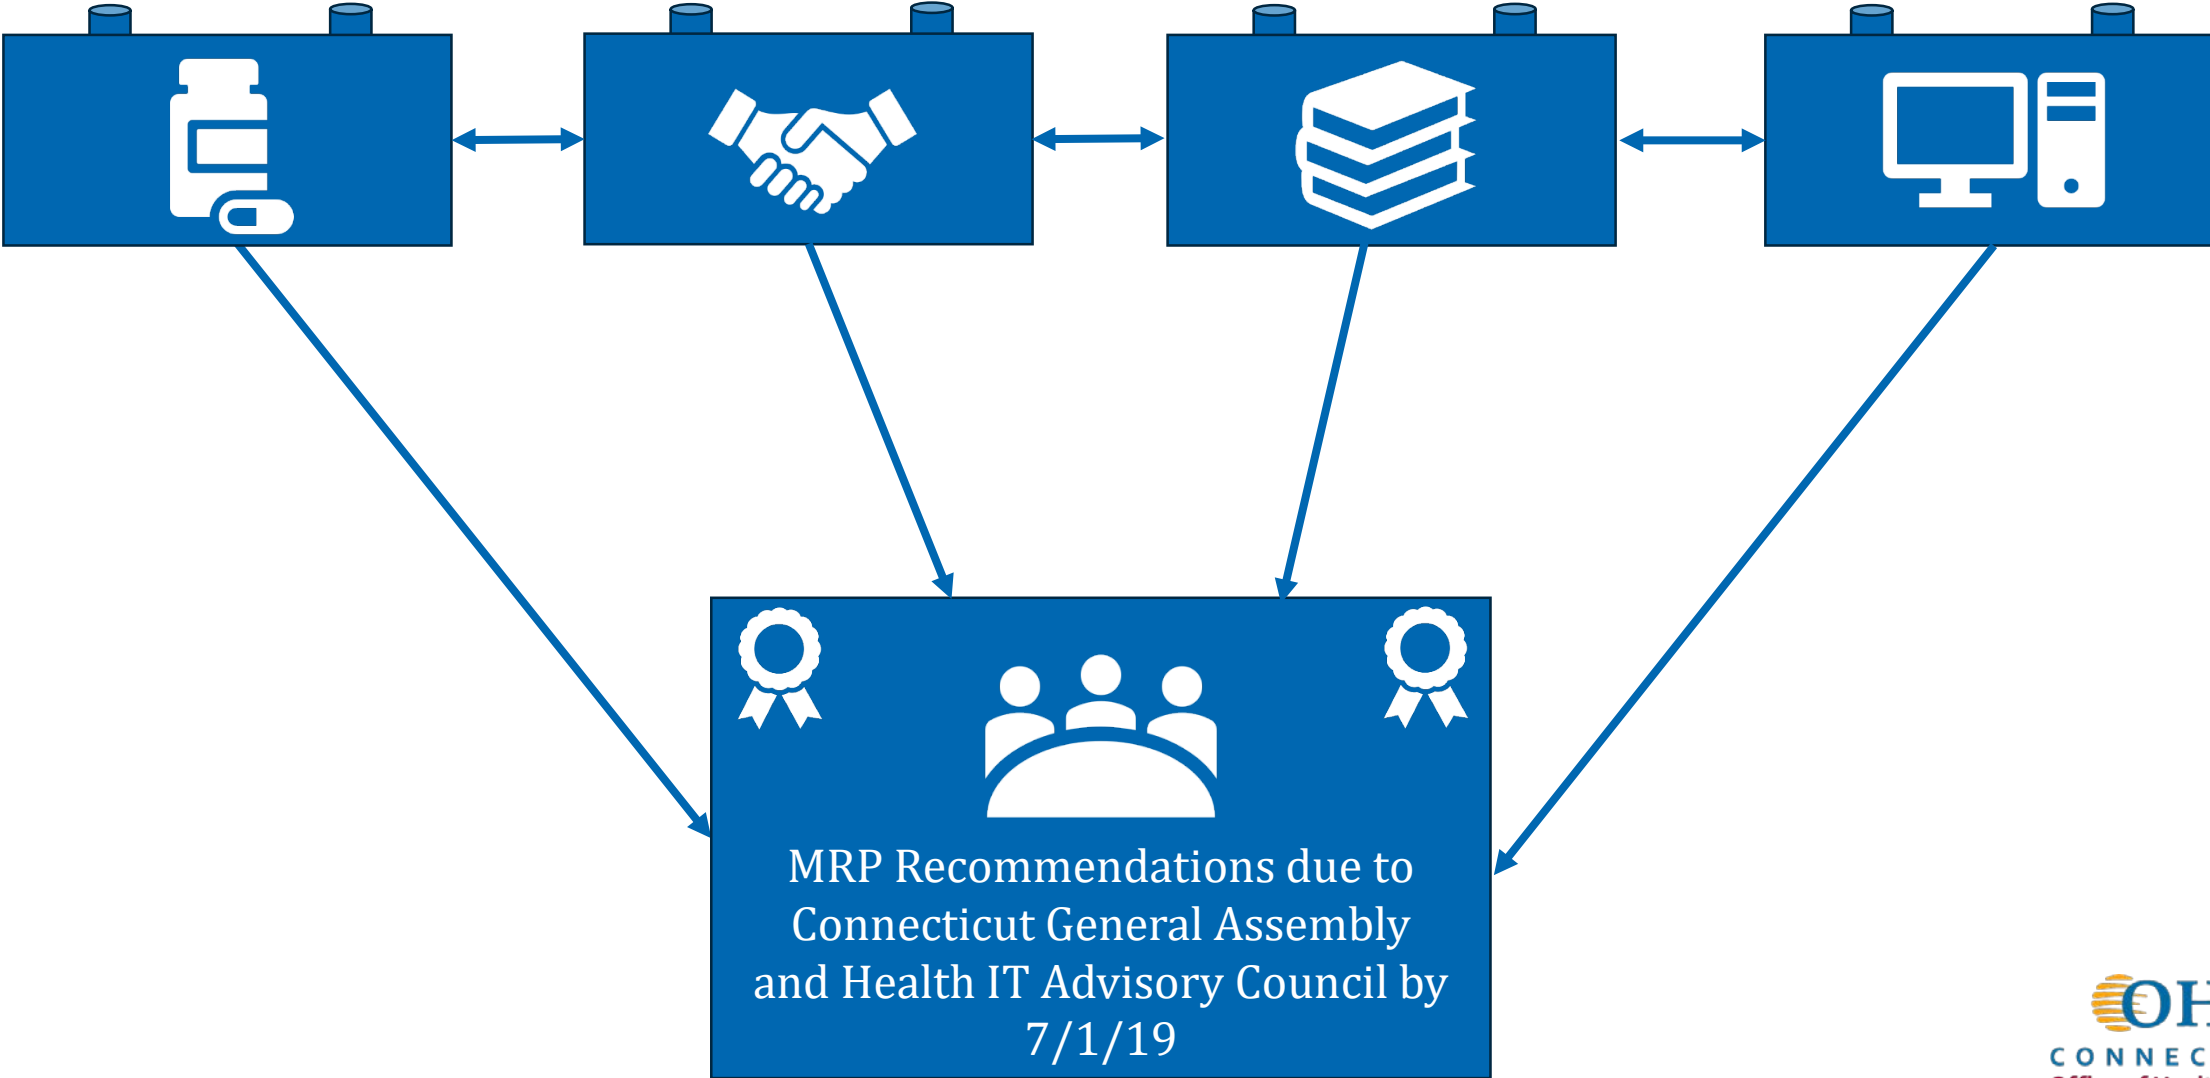 MRP Recommendations due to
Connecticut General Assembly
and Health IT Advisory Council by
7/1/19